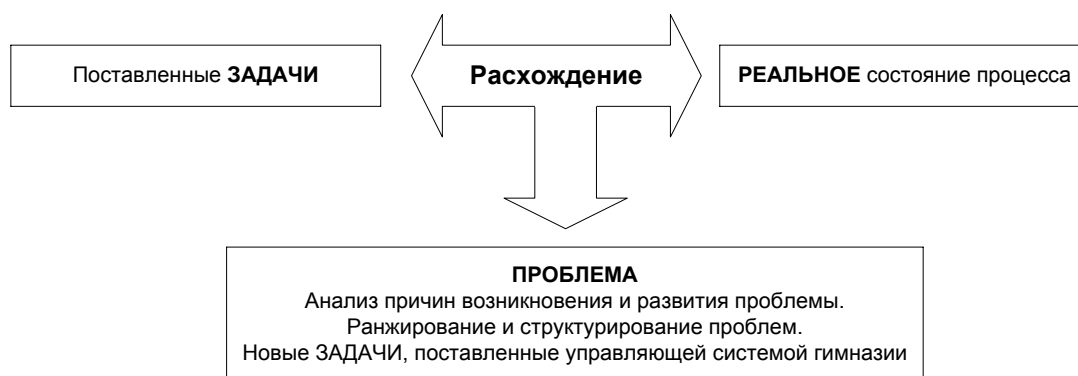 Поставленные ЗАДАЧИ
Расхождение
РЕАЛЬНОЕ состояние процесса
ПРОБЛЕМА
Анализ причин возникновения и развития проблемы.
Ранжирование и структурирование проблем.
Новые ЗАДАЧИ, поставленные управляющей системой гимназии